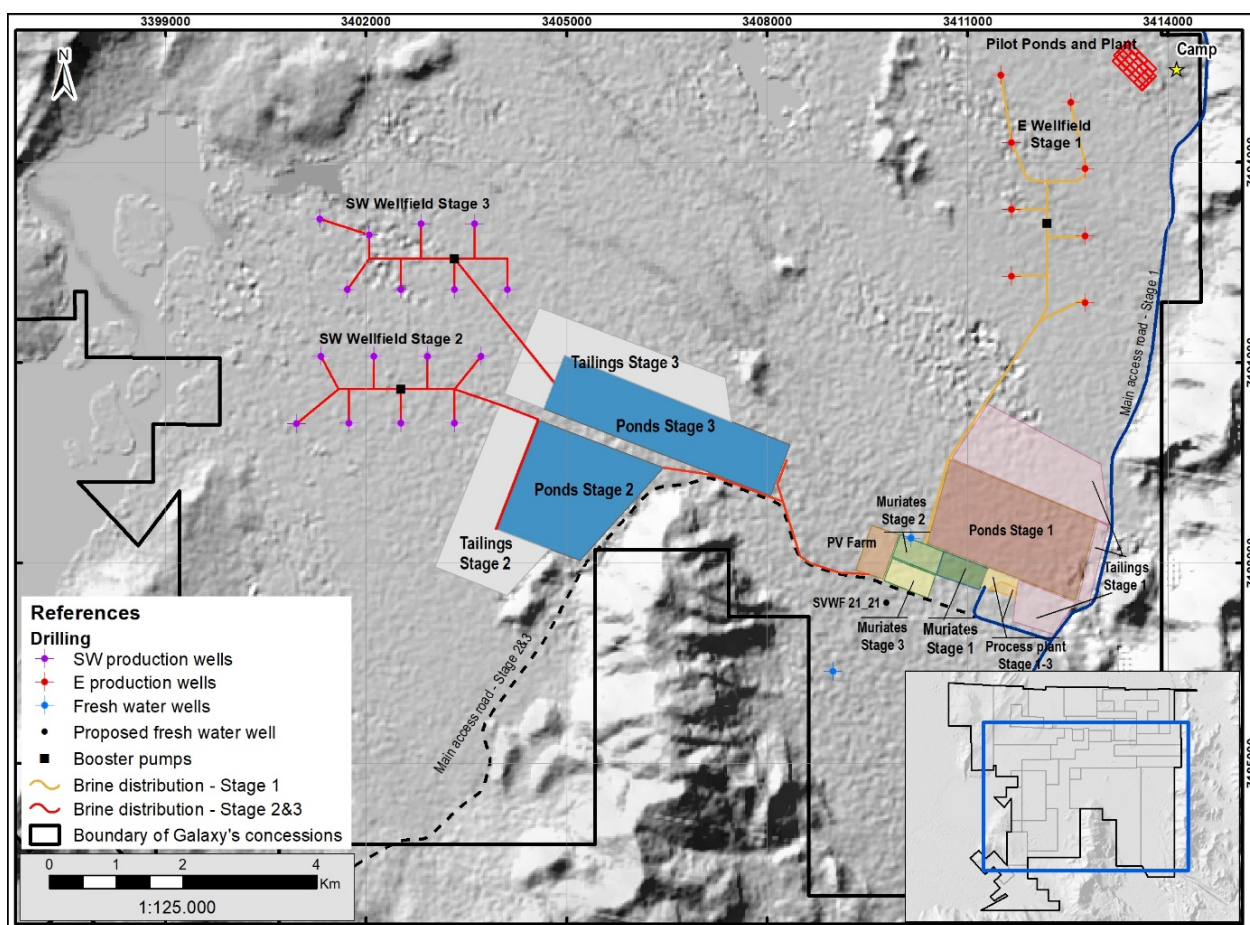 3399000
3402000
3405000
3408000
3411000
3414000
N
Pilot Ponds and Plant
Camp
E Wellfield
Stage 1
SW Wellfield Stage 3
SW Wellfield Stage 2
Tailings Stage 3
Ponds Stage 3
Ponds Stage 2
Tailings
Stage 2
Main access road - Stage 1
Main access road - Stage 2&3
Muriates
Stage 2
Ponds Stage 1
PV Farm
Tailings
Stage 1
SVWF 21_21
Muriates
Stage 3
Muriates
Stage 1
Process plant
Stage 1-3
7104000
7101000
References
Drilling
SW production wells
E production wells
Fresh water wells
Proposed fresh water well
Booster pumps
Brine distribution - Stage 1
Brine distribution - Stage 2&3
Boundary of Galaxy's concessions
0 1 2 4
Km
1:125.000